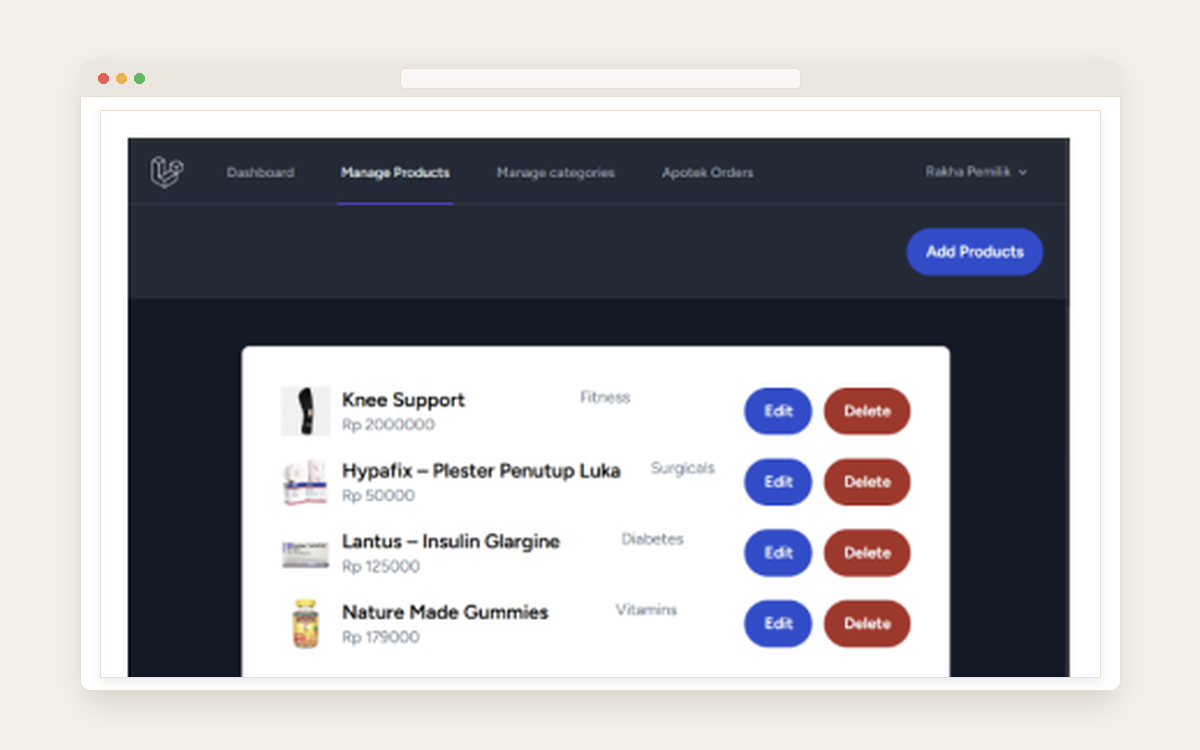 Dashboard Manage Products Manage categories Apotek Orders Rakha Pemilik
Add Products
Knee Support Fitness Edit Delete
Rp 2000000
Hypafix – Plester Penutup Luka Surgicals Edit Delete
Rp 50000
Lantus – Insulin Glargine Diabetes Edit Delete
Rp 125000
Nature Made Gummies Vitamins Edit Delete
Rp 179000